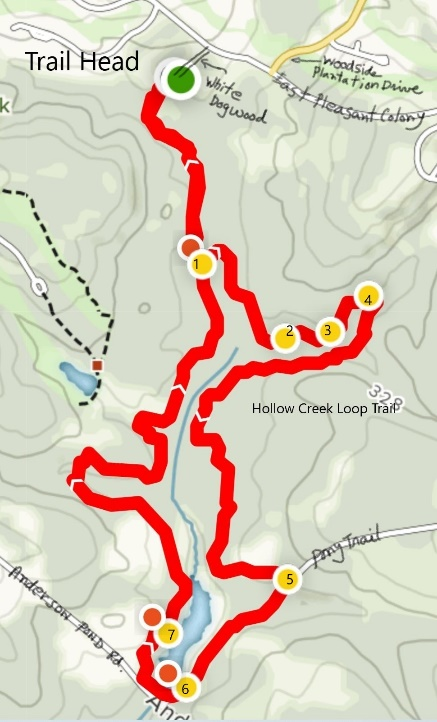 Trail Head
White
Dogwood
Woodside
Plantation Drive
East Pleasant Colony
1
2
3
4
Hollow Creek Loop Trail
328
Pony Trail
5
Anderson Pond Rd.
7
6
And